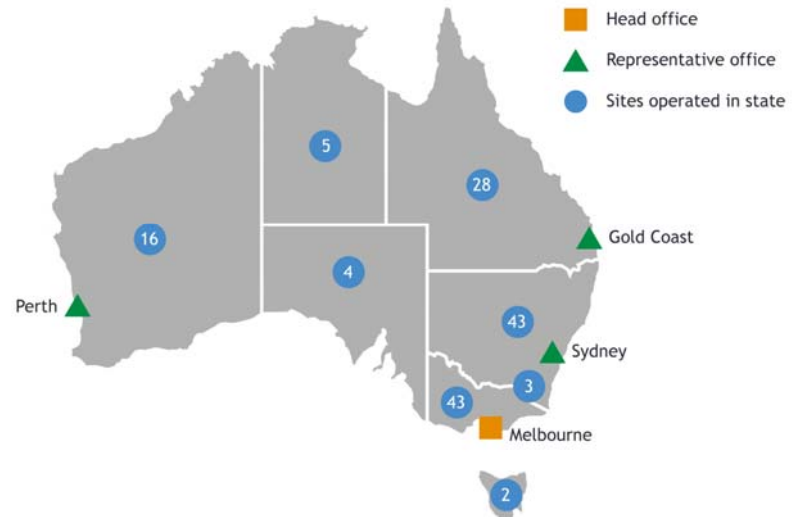 Head office
Representative office
Sites operated in state
5
28
16
Gold Coast
4
Perth
43
Sydney
3
43
Melbourne
2